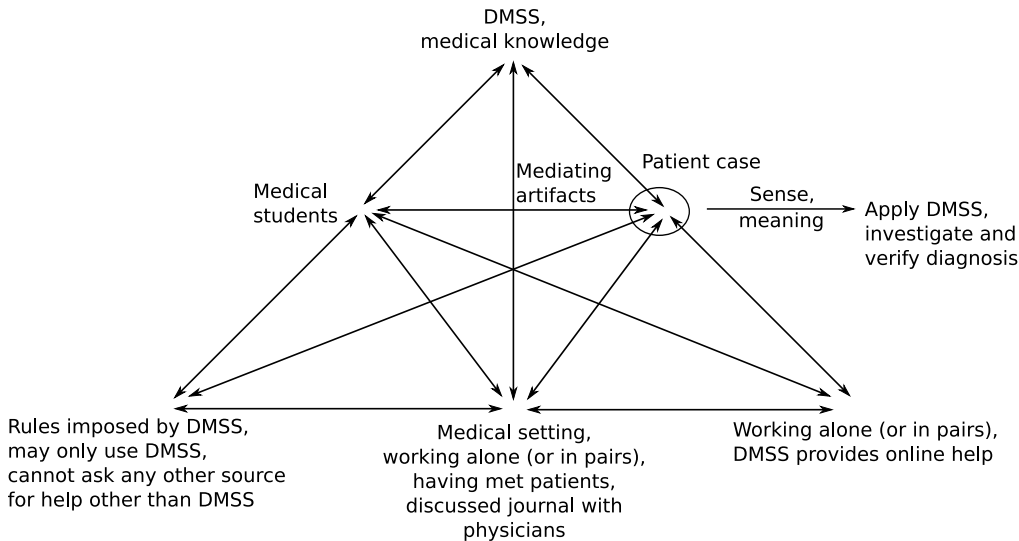 DMSS,
medical knowledge
Patient case
Mediating
artifacts
Medical
students
Sense,
meaning
Apply DMSS,
investigate and
verify diagnosis
Rules imposed by DMSS,
may only use DMSS,
cannot ask any other source
for help other than DMSS
Medical setting,
working alone (or in pairs),
having met patients,
discussed journal with
physicians
Working alone (or in pairs),
DMSS provides online help